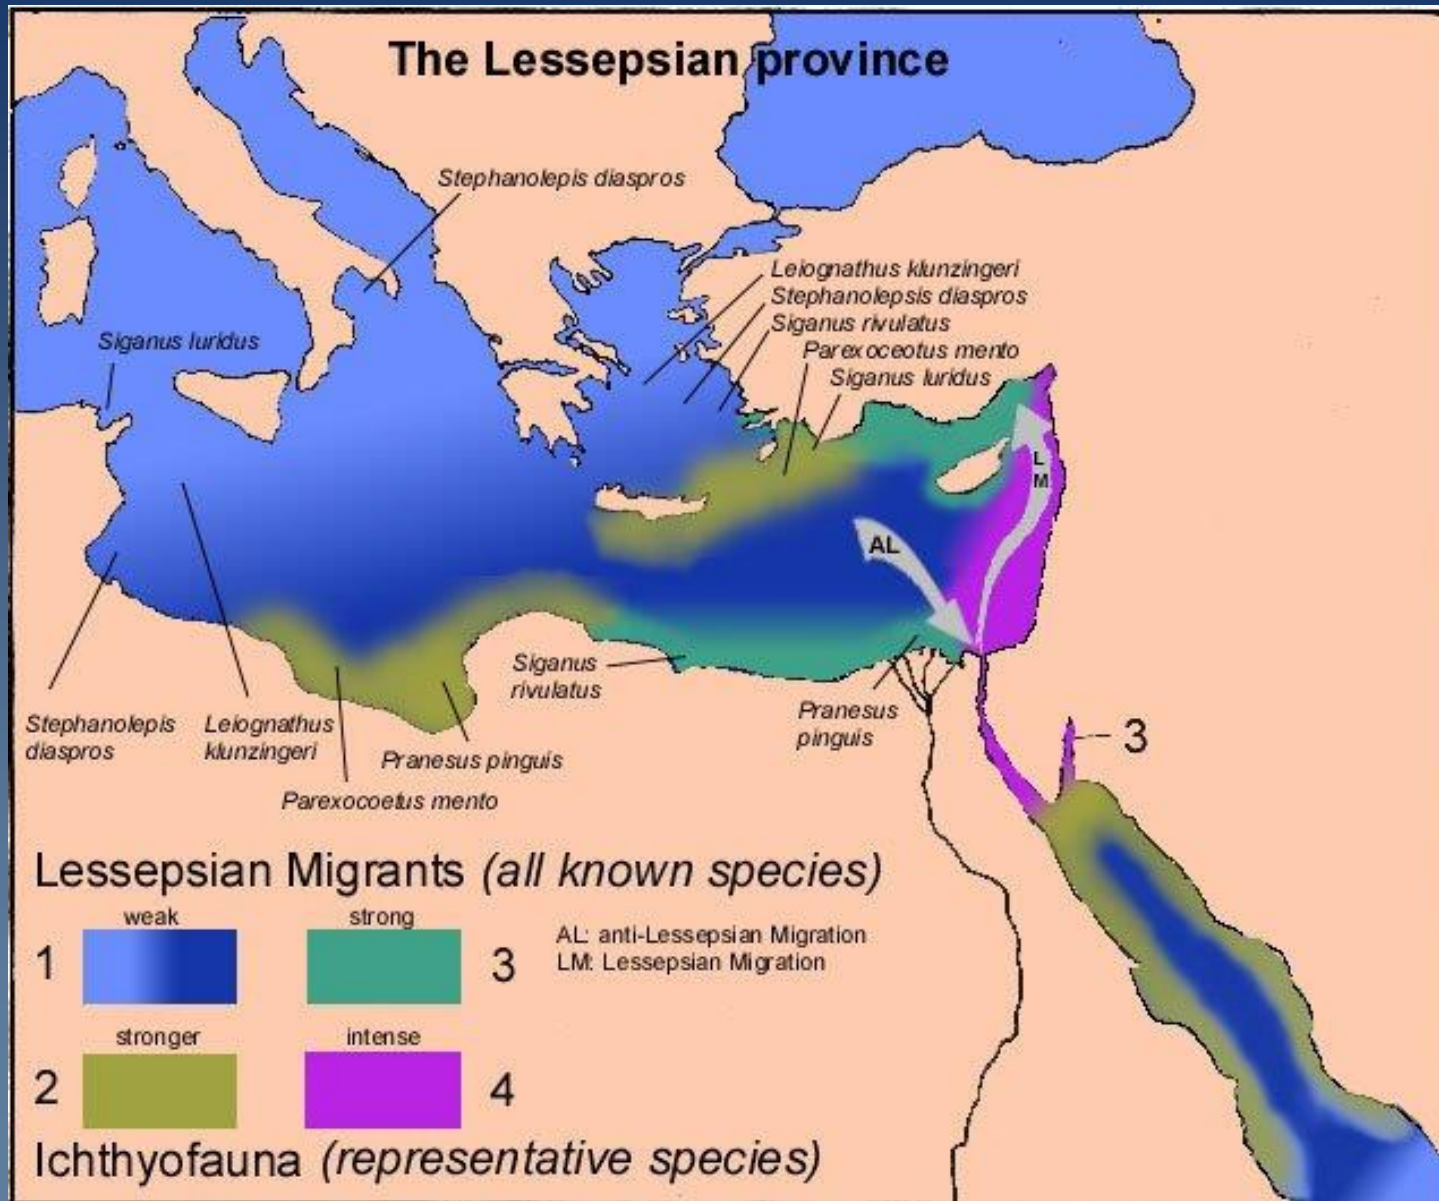 The Lessepsian province
Stephanolepis diaspros
Leiognathus klunzingeri
Stephanolepsis diaspros
Siganus rivulatus
Parexoceotus mento
Siganus luridus
Siganus luridus
L
M
AL
Siganus
rivulatus
Pranesus
pinguis
Stephanolepis
diaspros
Leiognathus
klunzingeri
Pranesus pinguis
Parexocoetus mento
3
Lessepsian Migrants (all known species)
weak
strong
1
3
AL: anti-Lessepsian Migration
LM: Lessepsian Migration
stronger
intense
2
4
Ichthyofauna (representative species)